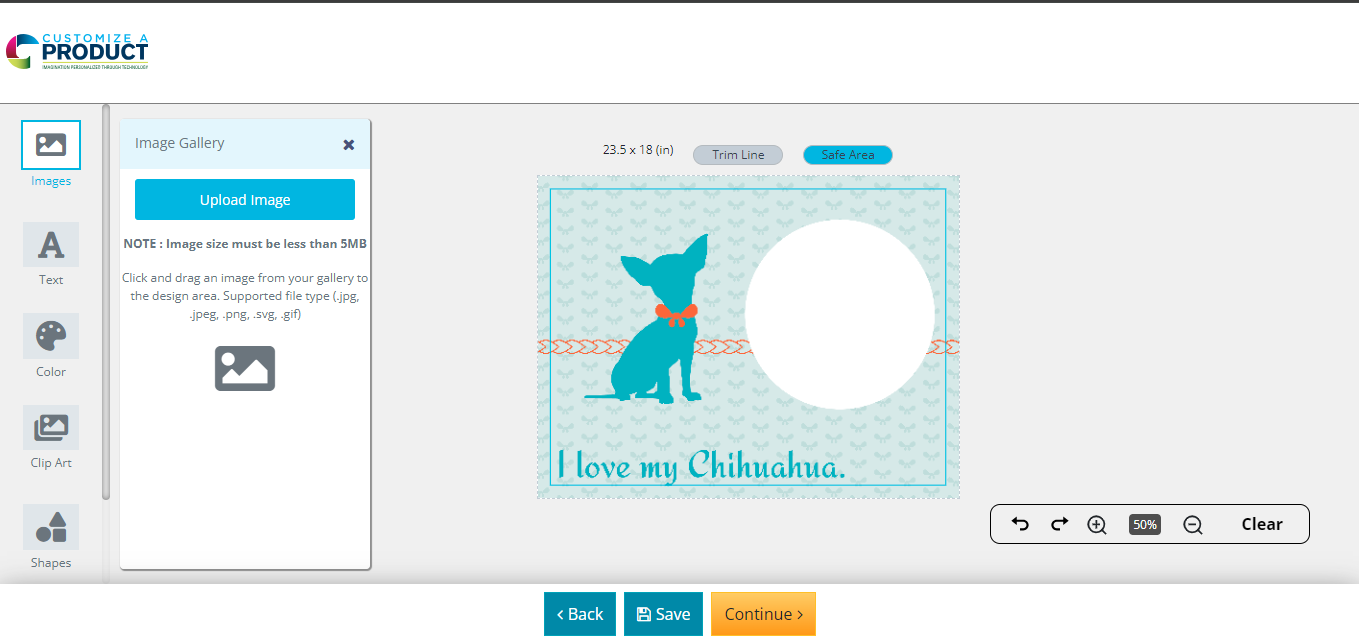 CUSTOMIZE A
PRODUCT
IMAGINATION PERSONALIZED THROUGH TECHNOLOGY
Images
Text
Color
Clip Art
Shapes
Image Gallery
Upload Image
NOTE : Image size must be less than 5MB
Click and drag an image from your gallery to
the design area. Supported file type (.jpg,
.jpeg, .png, .svg, .gif)
23.5 x 18 (in)
Trim Line
Safe Area
I love my Chihuahua.
50%
Clear
Back
Save
Continue